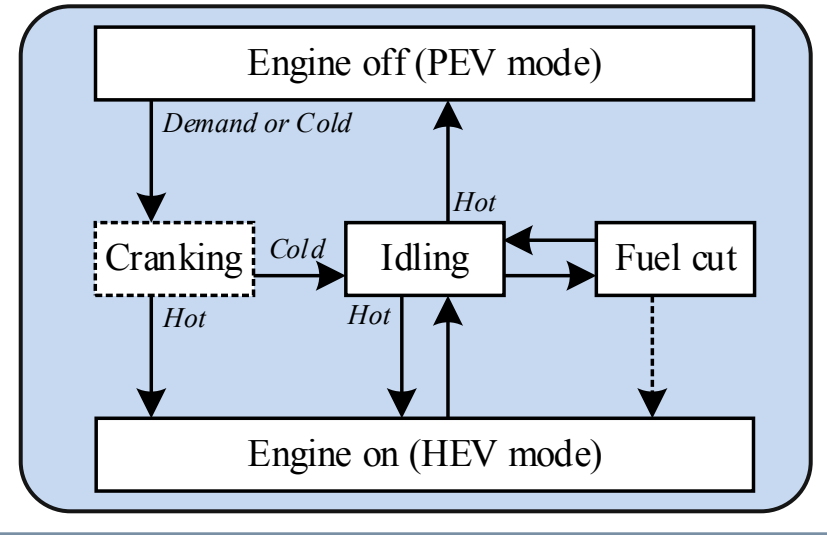 Engine off (PEV mode)
Demand or Cold
Hot
Cranking
Cold
Idling
Fuel cut
Hot
Hot
Engine on (HEV mode)